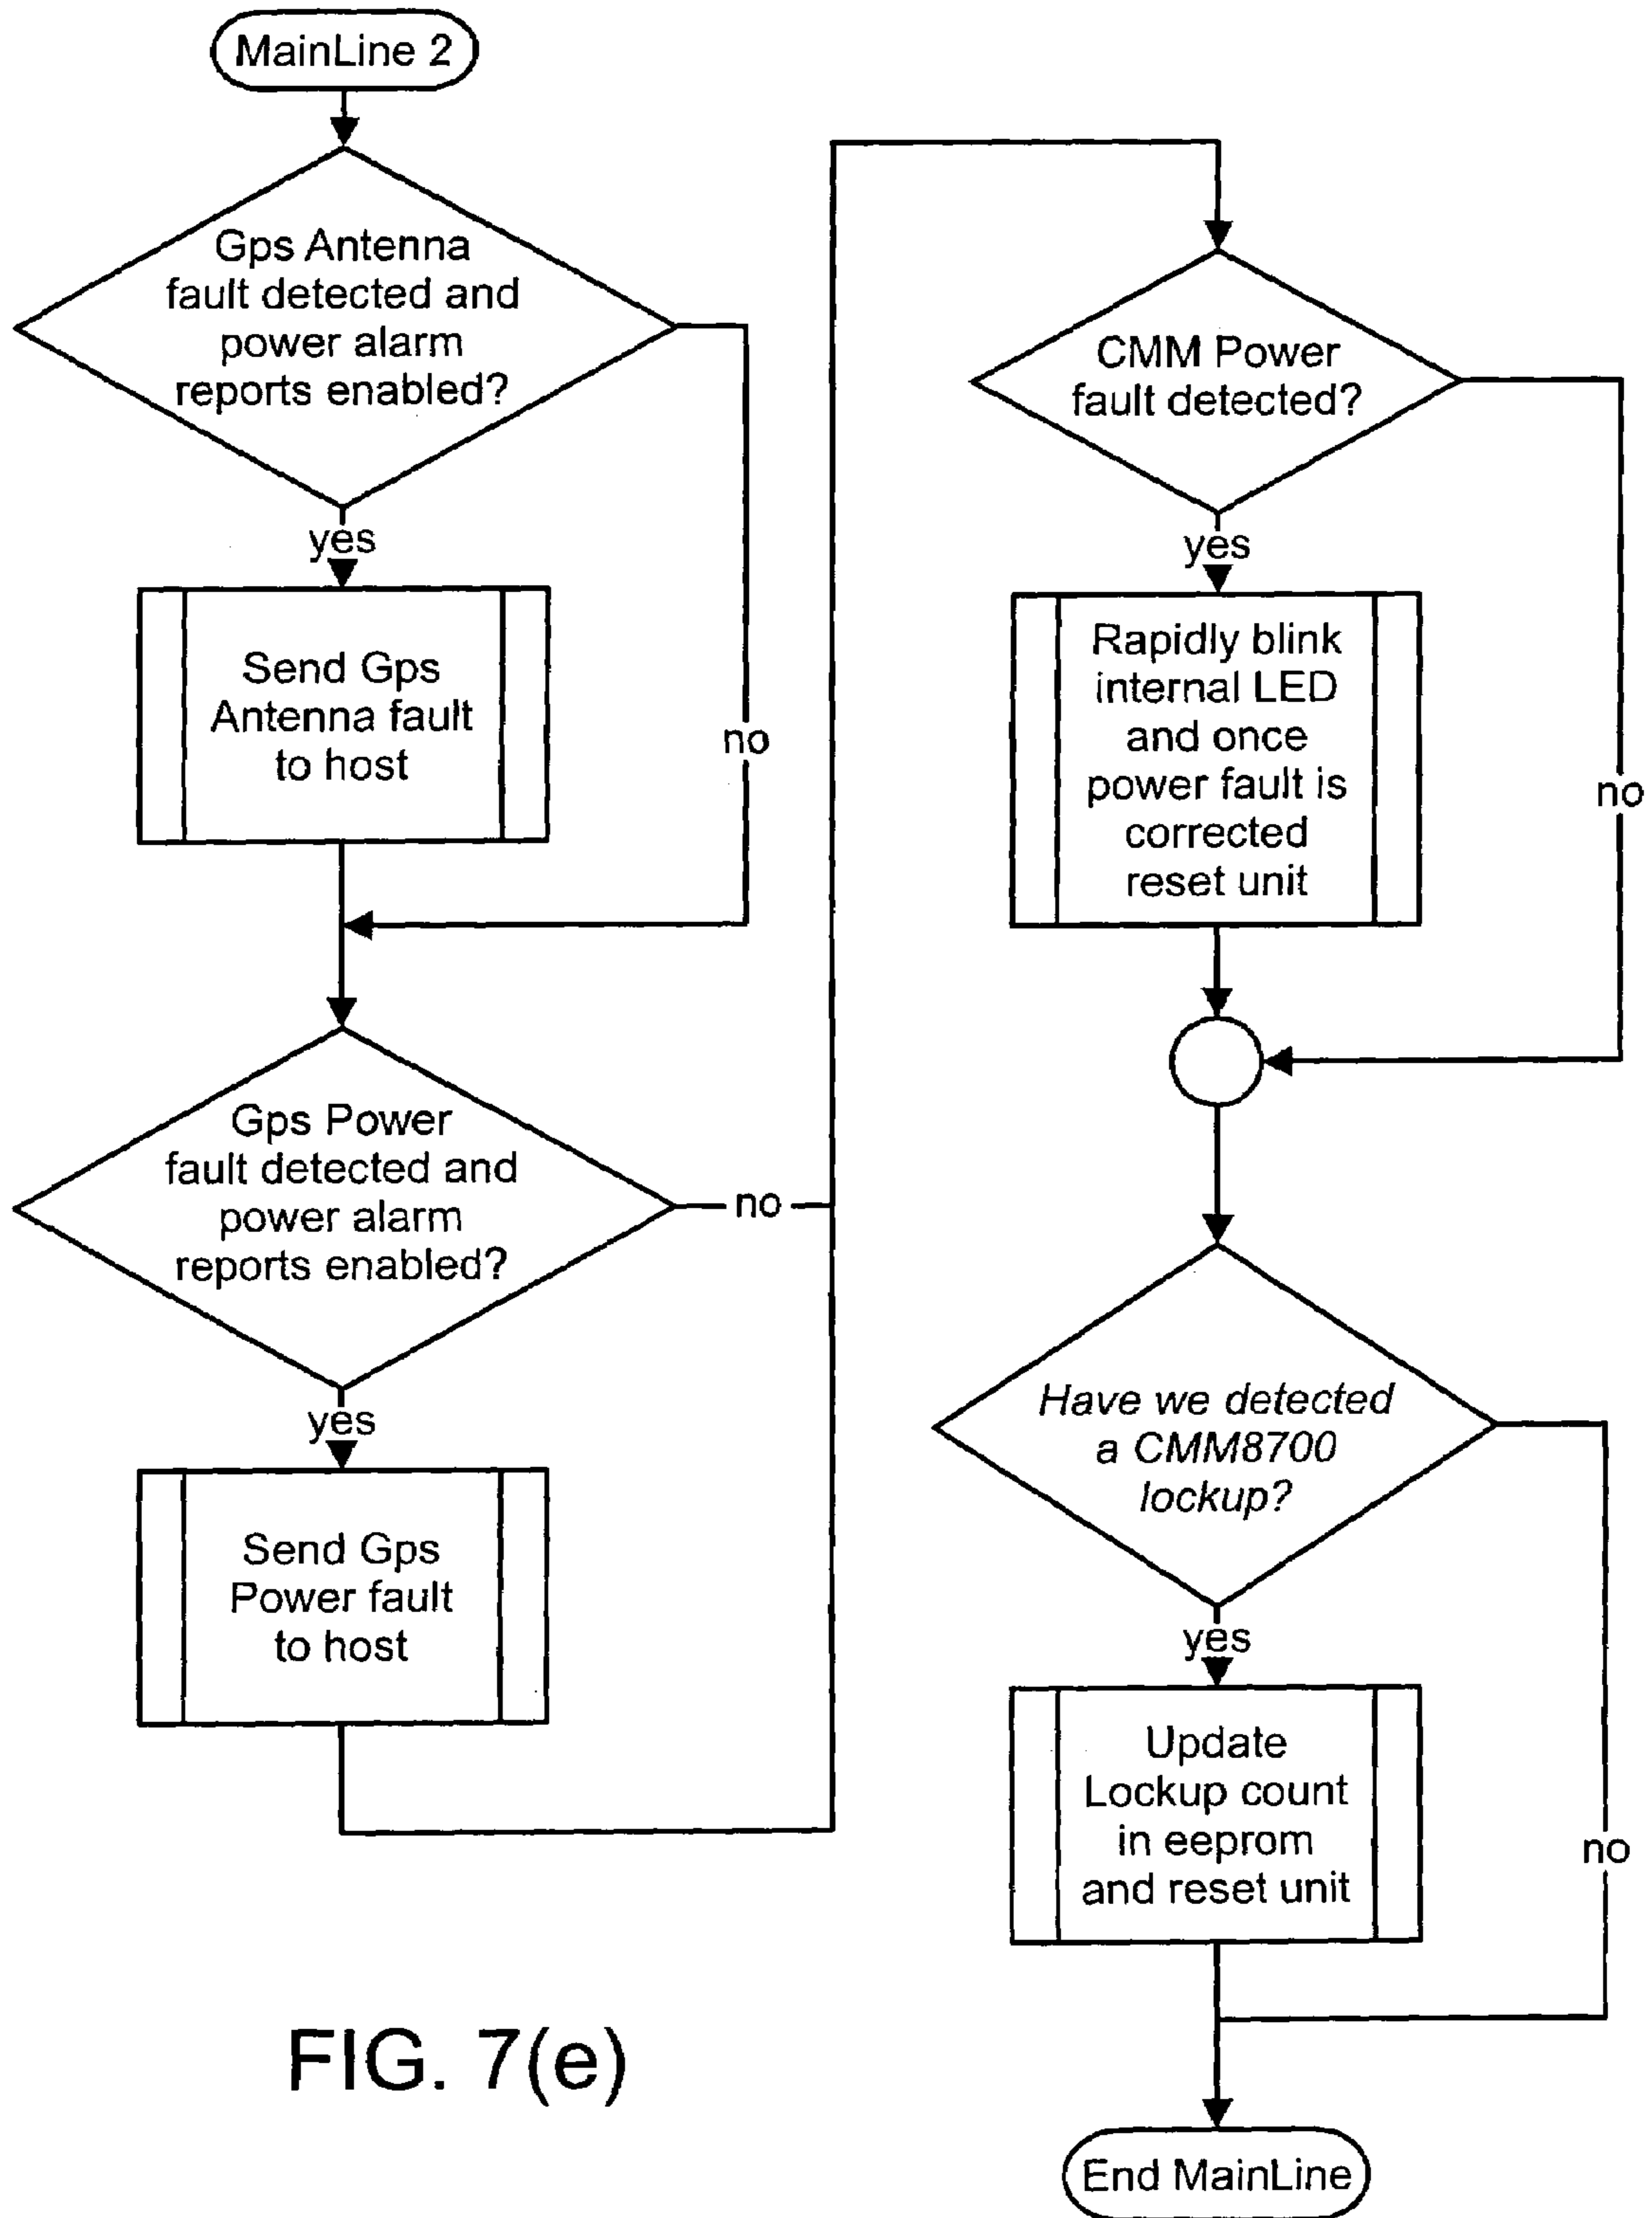 MainLine 2
Gps Antenna
fault detected and
power alarm
reports enabled?
yes
no
Send Gps
Antenna fault
to host
Gps Power
fault detected and
power alarm
reports enabled?
no
yes
Send Gps
Power fault
to host
CMM Power
fault detected?
yes
no
Rapidly blink
internal LED
and once
power fault is
corrected
reset unit
Have we detected
a CMM8700
lockup?
yes
no
Update
Lockup count
in eeprom
and reset unit
End MainLine
FIG. 7(e)